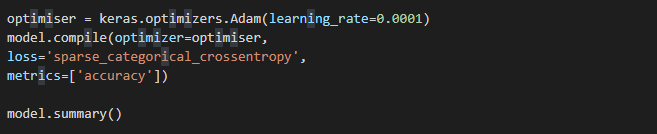 optimiser = keras.optimizers.Adam(learning_rate=0.0001)
model.compile(optimizer=optimiser,
loss='sparse_categorical_crossentropy',
metrics=['accuracy'])
model.summary()